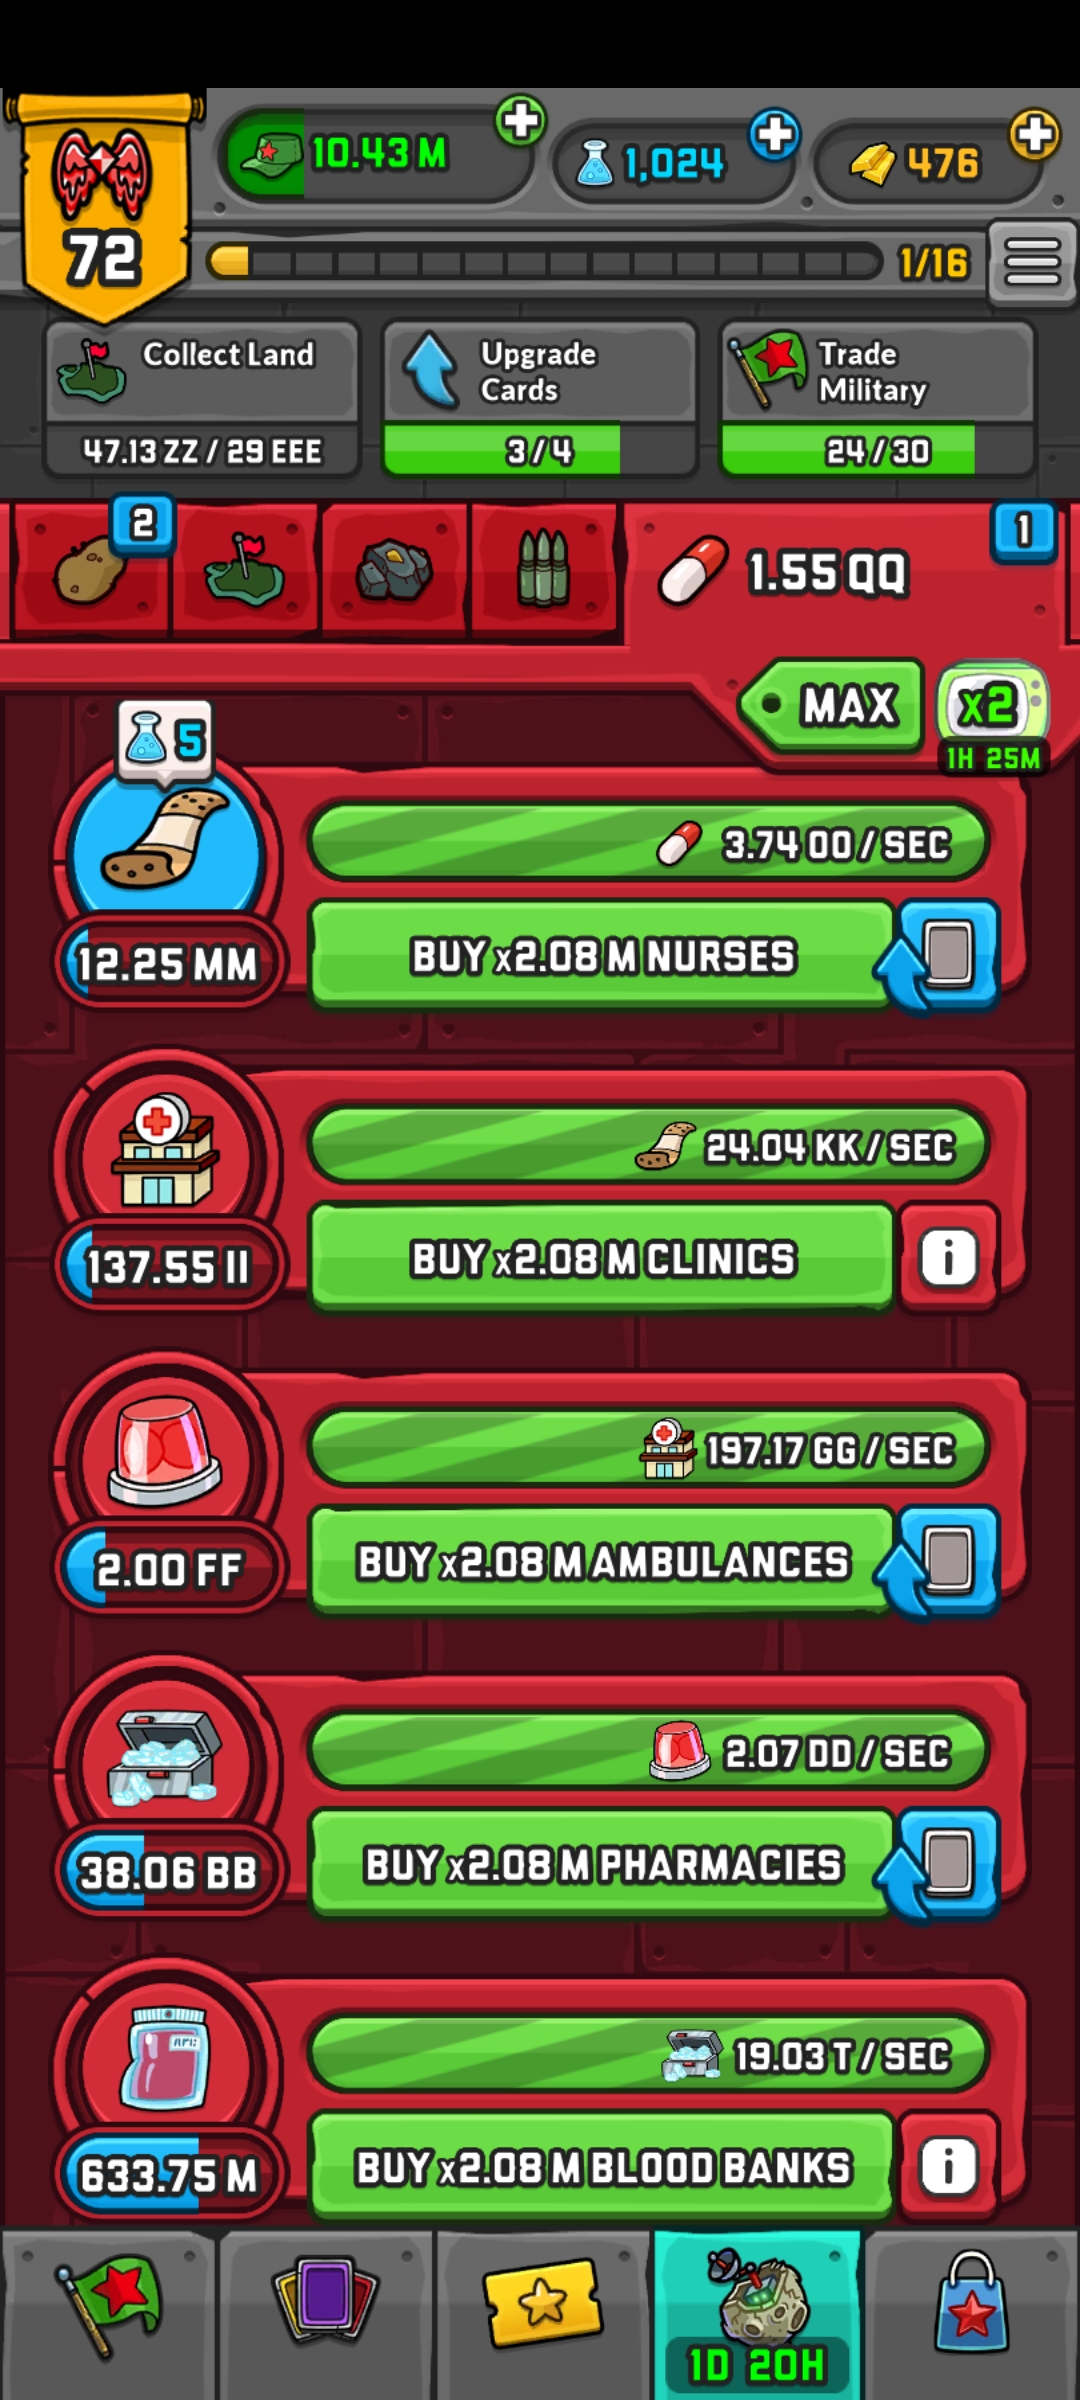 10.43 M
1,024
476
72
1/16
Collect Land
47.13 ZZ / 29 EEE
Upgrade
Cards
3/4
Trade
Military
24/30
2
1.55 QQ
1
MAX
x2
1H 25M
5
3.74 OO / SEC
12.25 MM
BUY x2.08 M NURSES
24.04 KK / SEC
137.55 II
BUY x2.08 M CLINICS
i
197.17 GG / SEC
2.00 FF
BUY x2.08 M AMBULANCES
2.07 DD / SEC
38.06 BB
BUY x2.08 M PHARMACIES
19.03 T / SEC
633.75 M
BUY x2.08 M BLOOD BANKS
i
1D 20H